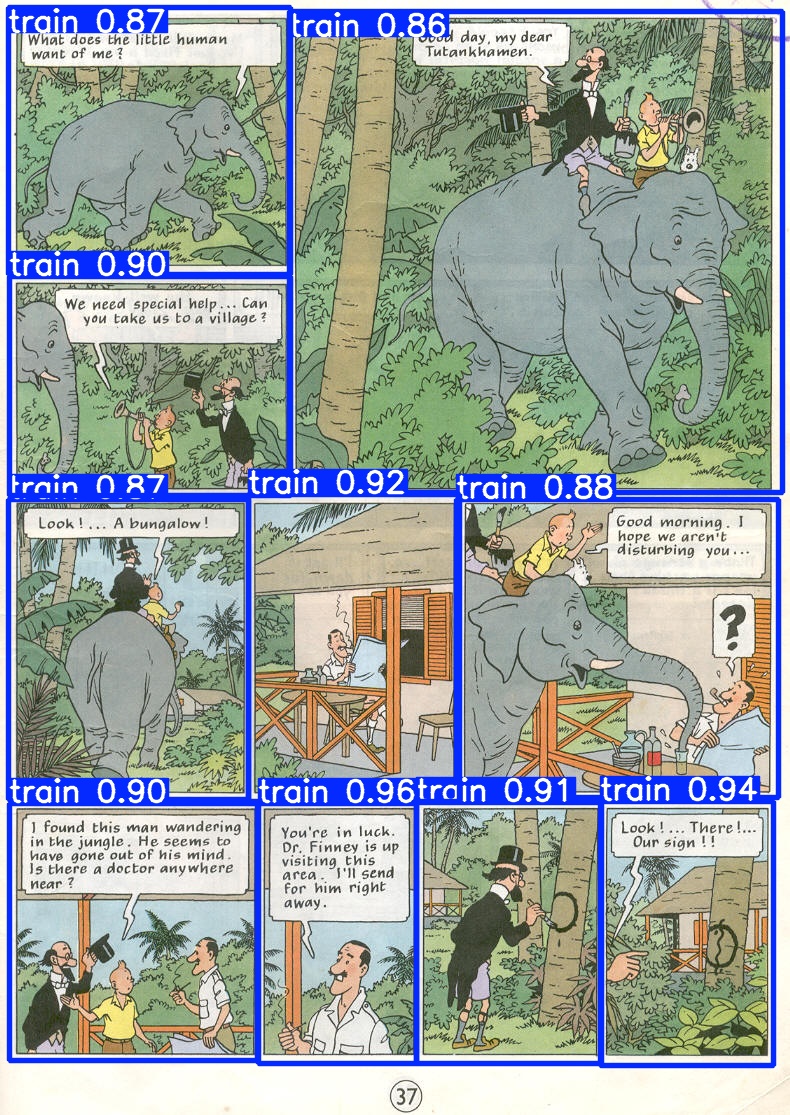 train 0.87
What does the little human
want of me?
train 0.86
Good day, my dear
Tutankhamen.
train 0.90
We need special help... Can
you take us to a village?
train 0.87
Look!... A bungalow!
train 0.92
train 0.88
Good morning. I
hope we aren't
disturbing you...
?
train 0.90
I found this man wandering
in the jungle. He seems to
have gone out of his mind.
Is there a doctor anywhere
near?
train 0.96
You're in luck.
Dr. Finney is up
visiting this
area. I'll send
for him right
away.
train 0.91
train 0.94
Look!... There!...
Our sign!!
37